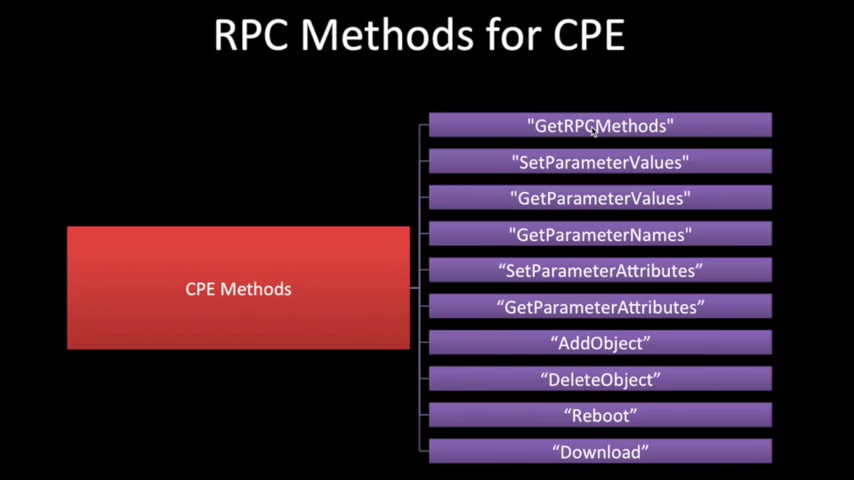 RPC Methods for CPE
CPE Methods
"GetRPCMethods"
"SetParameterValues"
"GetParameterValues"
"GetParameterNames"
“SetParameterAttributes”
“GetParameterAttributes”
“AddObject”
“DeleteObject”
“Reboot”
“Download”